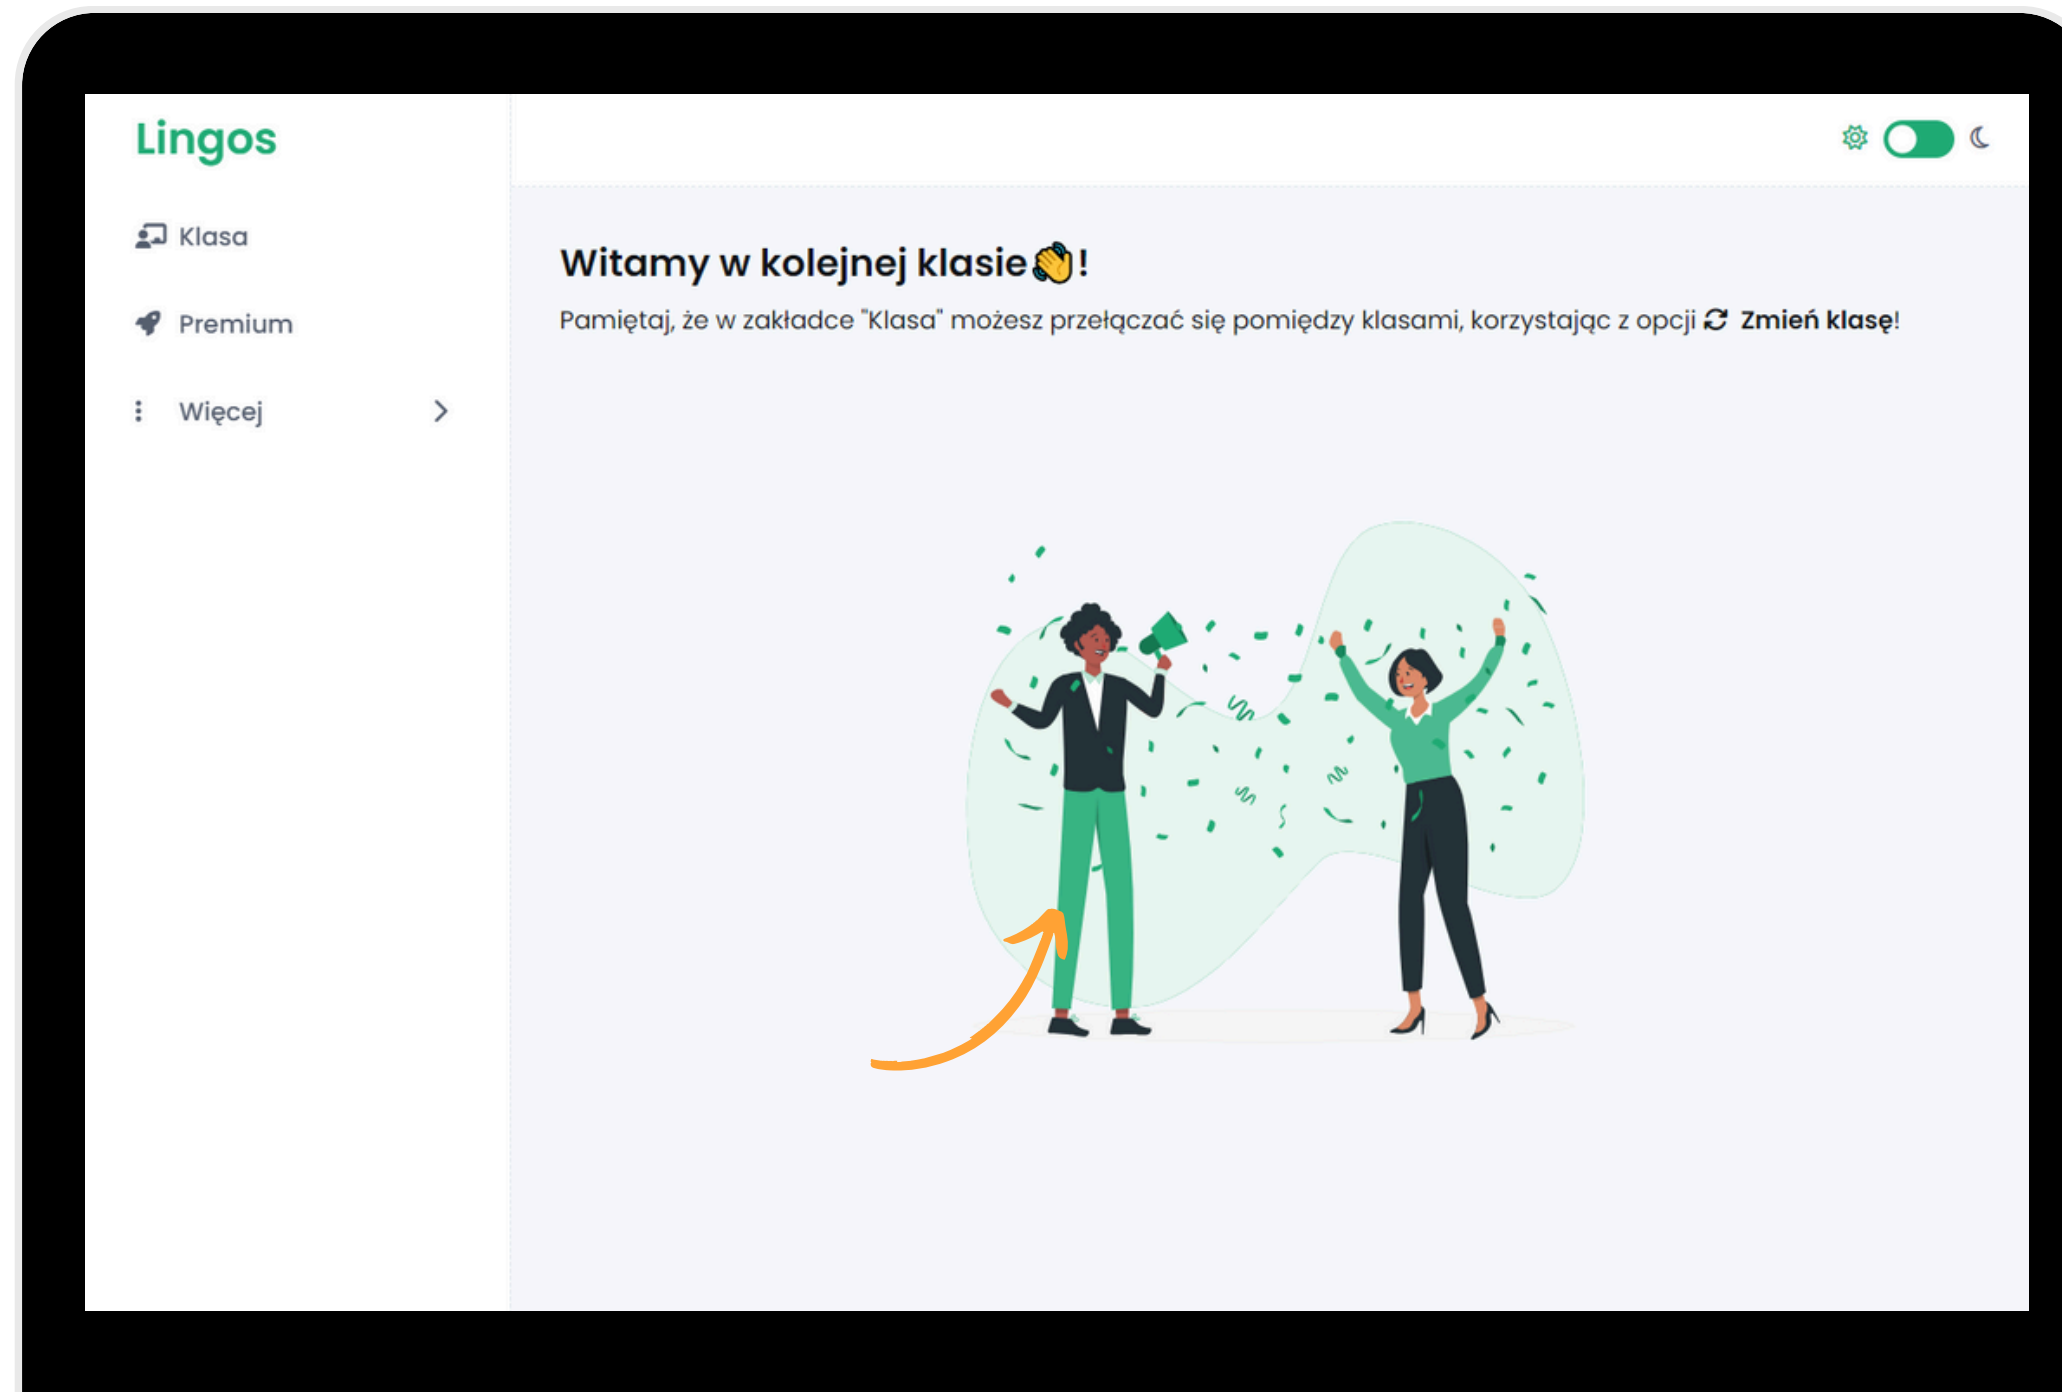 Lingos
Klasa
Premium
Więcej
Witamy w kolejnej klasie👋!
Pamiętaj, że w zakładce "Klasa" możesz przełączać się pomiędzy klasami, korzystając z opcji Zmień klasę!